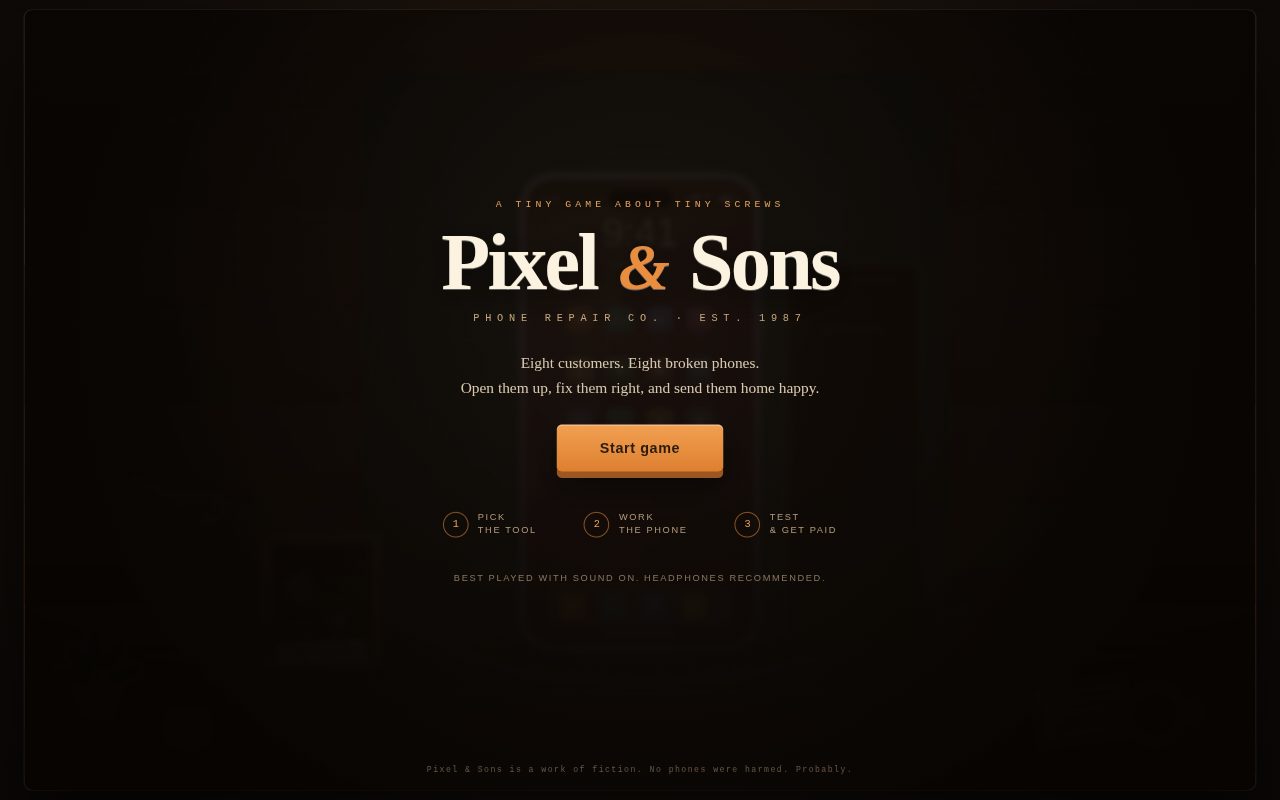 A TINY GAME ABOUT TINY SCREWS
9:41
Pixel & Sons
PHONE REPAIR CO. · EST. 1987
Eight customers. Eight broken phones.
Open them up, fix them right, and send them home happy.
Start game
1 PICK
THE TOOL
2 WORK
THE PHONE
3 TEST
& GET PAID
BEST PLAYED WITH SOUND ON. HEADPHONES RECOMMENDED.
Pixel & Sons is a work of fiction. No phones were harmed. Probably.